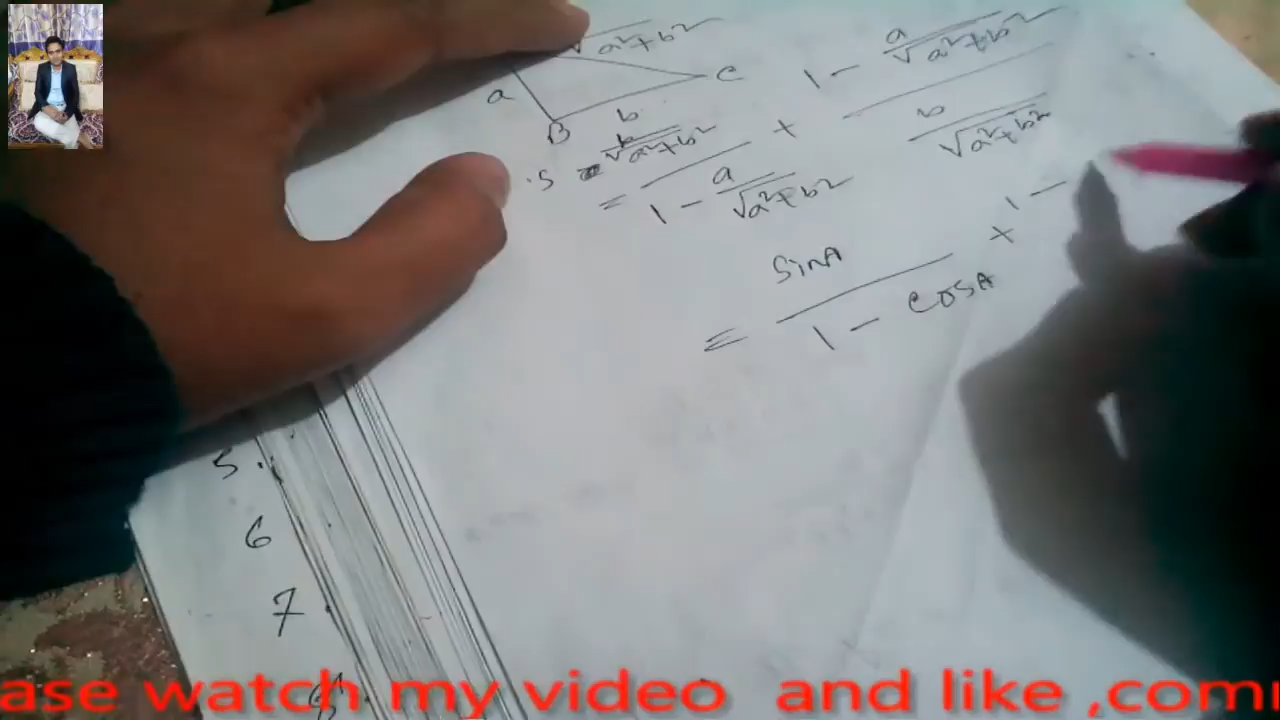 √a²+b²
a
C
b
B
1 - a/√a²+b²
b/√a²+b²
.S = b/√a²+b²
×
= 1 - a/√a²+b²
= sinA / 1 - cosA × 1 -
5.
6
7.
ase watch my video and like ,com